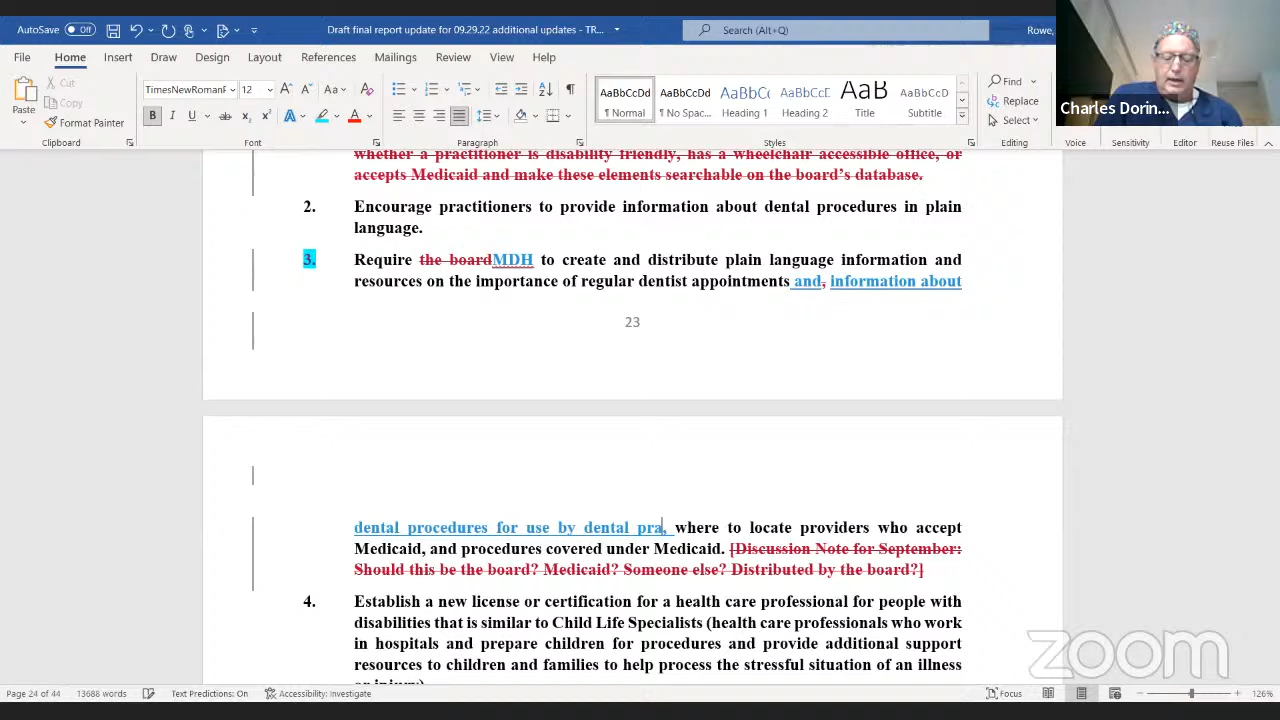 AutoSave Off Draft final report update for 09.29.22 additional updates - TR... Search (Alt+Q) Rowe,
File Home Insert Draw Design Layout References Mailings Review View Help
Charles Dorin...
Paste Cut Copy Format Painter
TimesNewRomanF 12
AaBbCcDd AaBbCcDd AaBbC( AaBbCcE AaB AaBbCcD
¶ Normal ¶ No Spac... Heading 1 Heading 2 Title Subtitle
Find Replace Select
Clipboard Font Paragraph Styles Editing Voice Sensitivity Editor Reuse Files
whether a practitioner is disability friendly, has a wheelchair accessible office, or
accepts Medicaid and make these elements searchable on the board's database.
2. Encourage practitioners to provide information about dental procedures in plain
language.
3. Require the boardMDH to create and distribute plain language information and
resources on the importance of regular dentist appointments and, information about
23
dental procedures for use by dental pra, where to locate providers who accept
Medicaid, and procedures covered under Medicaid. [Discussion Note for September:
Should this be the board? Medicaid? Someone else? Distributed by the board?]
4. Establish a new license or certification for a health care professional for people with
disabilities that is similar to Child Life Specialists (health care professionals who work
in hospitals and prepare children for procedures and provide additional support
resources to children and families to help process the stressful situation of an illness
or injury)
zoom
Page 24 of 44 13688 words Text Predictions: On Accessibility: Investigate Focus 126%